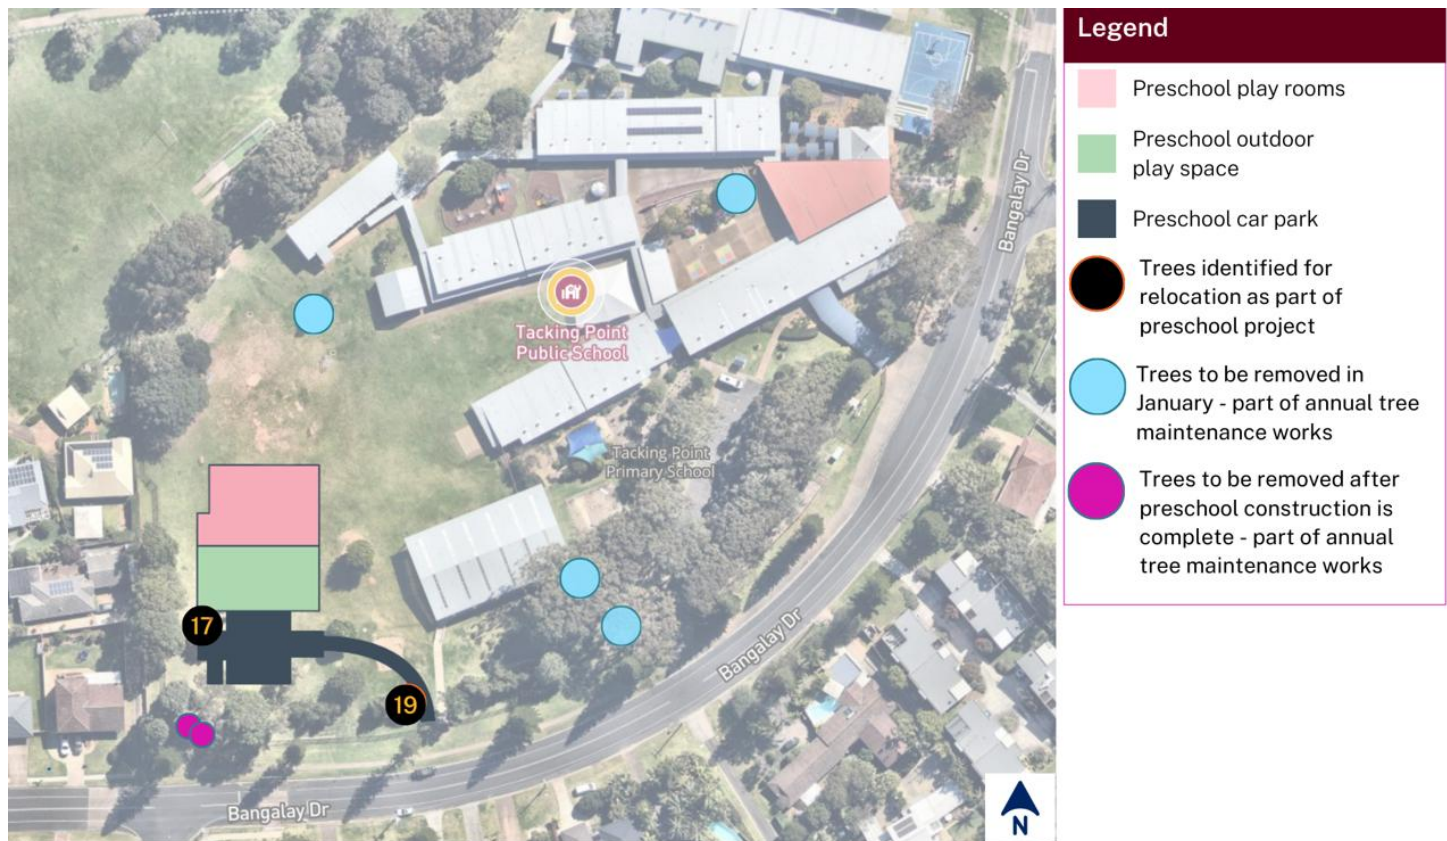 Bangalay Dr
Tacking Point
Public School
Tacking Point
Primary School
17
19
Bangalay Dr
Bangalay Dr
N
Legend
Preschool play rooms
Preschool outdoor
play space
Preschool car park
Trees identified for
relocation as part of
preschool project
Trees to be removed in
January - part of annual tree
maintenance works
Trees to be removed after
preschool construction is
complete - part of annual
tree maintenance works